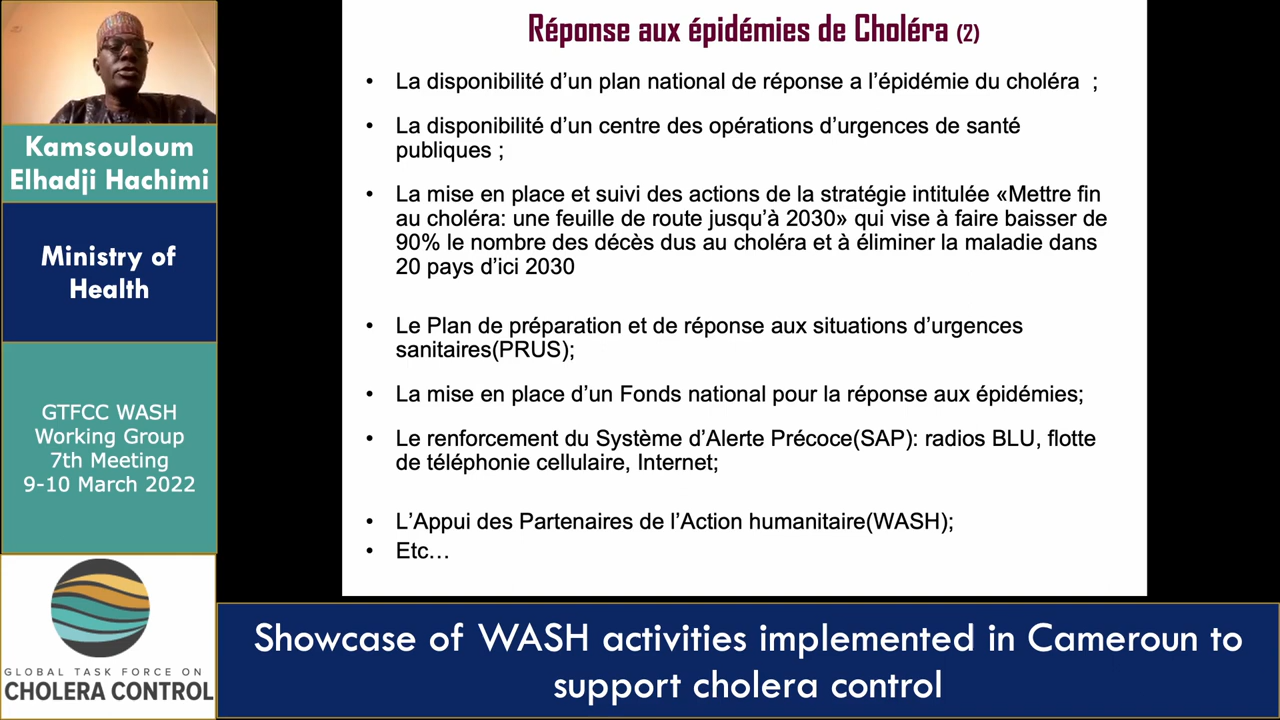 Réponse aux épidémies de Choléra (2)
• La disponibilité d’un plan national de réponse a l’épidémie du choléra ;
• La disponibilité d’un centre des opérations d’urgences de santé
publiques ;
• La mise en place et suivi des actions de la stratégie intitulée «Mettre fin
au choléra: une feuille de route jusqu’à 2030» qui vise à faire baisser de
90% le nombre des décès dus au choléra et à éliminer la maladie dans
20 pays d’ici 2030
• Le Plan de préparation et de réponse aux situations d’urgences
sanitaires(PRUS);
• La mise en place d’un Fonds national pour la réponse aux épidémies;
• Le renforcement du Système d’Alerte Précoce(SAP): radios BLU, flotte
de téléphonie cellulaire, Internet;
• L’Appui des Partenaires de l’Action humanitaire(WASH);
• Etc…
Kamsouloum
Elhadji Hachimi
Ministry of
Health
GTFCC WASH
Working Group
7th Meeting
9-10 March 2022
GLOBAL TASK FORCE ON
CHOLERA CONTROL
Showcase of WASH activities implemented in Cameroun to
support cholera control